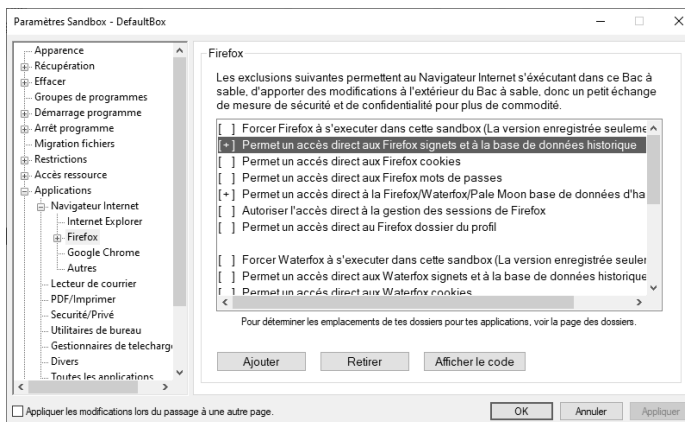 Paramètres Sandbox - DefaultBox
Apparence
Récupération
Effacer
Groupes de programmes
Démarrage programme
Arrêt programme
Migration fichiers
Restrictions
Accès ressource
Applications
Navigateur Internet
Internet Explorer
Firefox
Google Chrome
Autres
Lecteur de courrier
PDF/Imprimer
Securité/Privé
Utilitaires de bureau
Gestionnaires de telecharge
Divers
Toutes les applications
Firefox
Les exclusions suivantes permettent au Navigateur Internet s'éxécutant dans ce Bac à
sable, d'apporter des modifications à l'extérieur du Bac à sable, donc un petit échange
de mesure de sécurité et de confidentialité pour plus de commodité.
[ ] Forcer Firefox à s'executer dans cette sandbox (La version enregistrée seuleme
[+] Permet un accès direct aux Firefox signets et à la base de données historique
[ ] Permet un accès direct aux Firefox cookies
[ ] Permet un accès direct aux Firefox mots de passes
[+] Permet un accès direct à la Firefox/Waterfox/Pale Moon base de données d'ha
[ ] Autoriser l'accès direct à la gestion des sessions de Firefox
[ ] Permet un accès direct au Firefox dossier du profil
[ ] Forcer Waterfox à s'executer dans cette sandbox (La version enregistrée seuler
[ ] Permet un accès direct aux Waterfox signets et à la base de données historique
[ ] Permet un accès direct aux Waterfox cookies
Pour déterminer les emplacements de tes dossiers pour tes applications, voir la page des dossiers.
Ajouter
Retirer
Afficher le code
Appliquer les modifications lors du passage à une autre page.
OK
Annuler
Appliquer